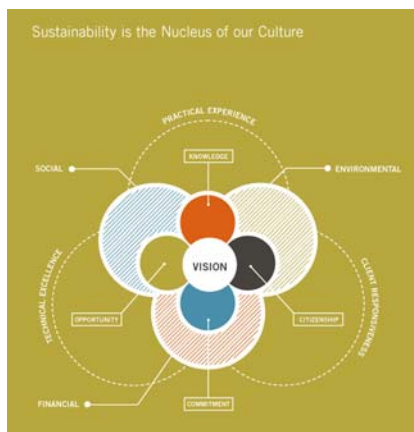 Sustainability is the Nucleus of our Culture
PRACTICAL EXPERIENCE
KNOWLEDGE
SOCIAL
ENVIRONMENTAL
VISION
TECHNICAL EXCELLENCE
CLIENT RESPONSIVENESS
OPPORTUNITY
CITIZENSHIP
FINANCIAL
COMMITMENT